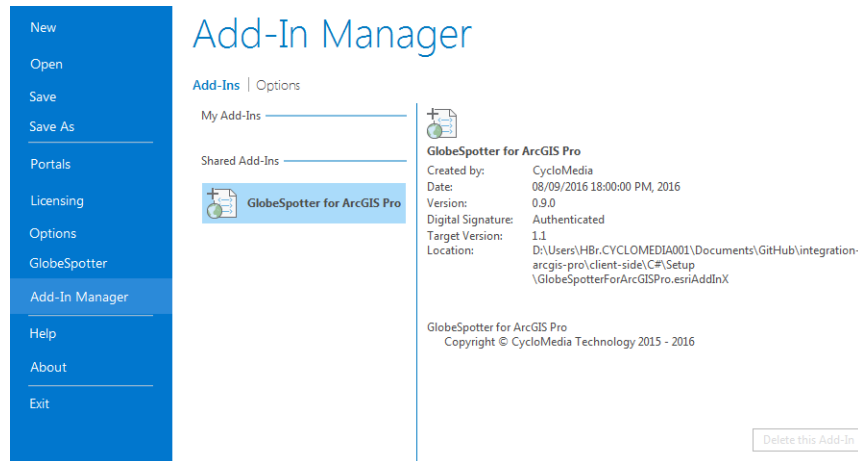 New
Open
Save
Save As
Portals
Licensing
Options
GlobeSpotter
Add-In Manager
Help
About
Exit
Add-In Manager
Add-Ins | Options
My Add-Ins
Shared Add-Ins
GlobeSpotter for ArcGIS Pro
GlobeSpotter for ArcGIS Pro
Created by: CycloMedia
Date: 08/09/2016 18:00:00 PM, 2016
Version: 0.9.0
Digital Signature: Authenticated
Target Version: 1.1
Location: D:\Users\HBr.CYCLOMEDIA001\Documents\GitHub\integration-
arcgis-pro\client-side\C#\Setup
\GlobeSpotterForArcGISPro.esriAddInX
GlobeSpotter for ArcGIS Pro
Copyright © CycloMedia Technology 2015 - 2016
Delete this Add-In